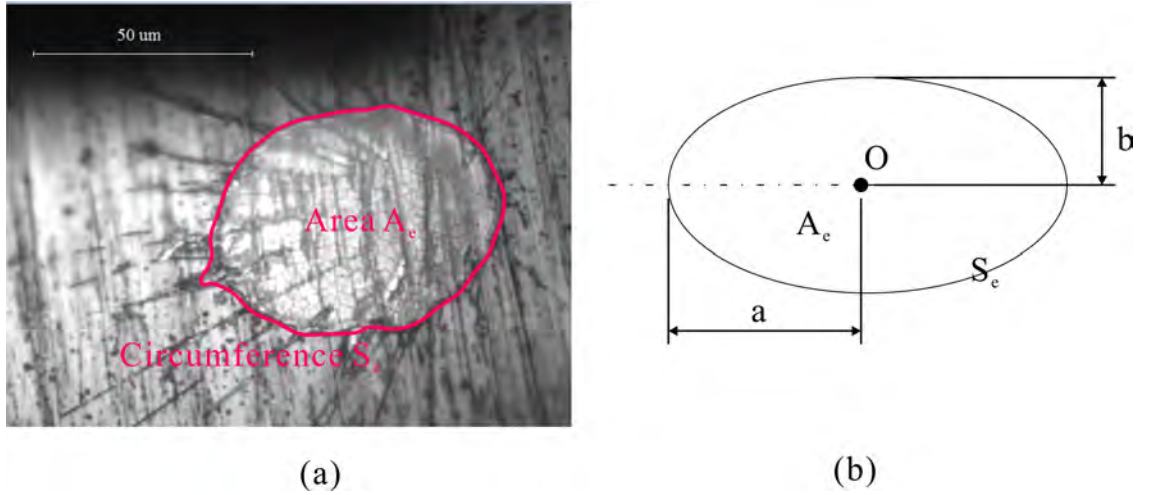 50 um
Area Aₑ
Circumference Sₑ
O
b
Aₑ
Sₑ
a
(a)
(b)